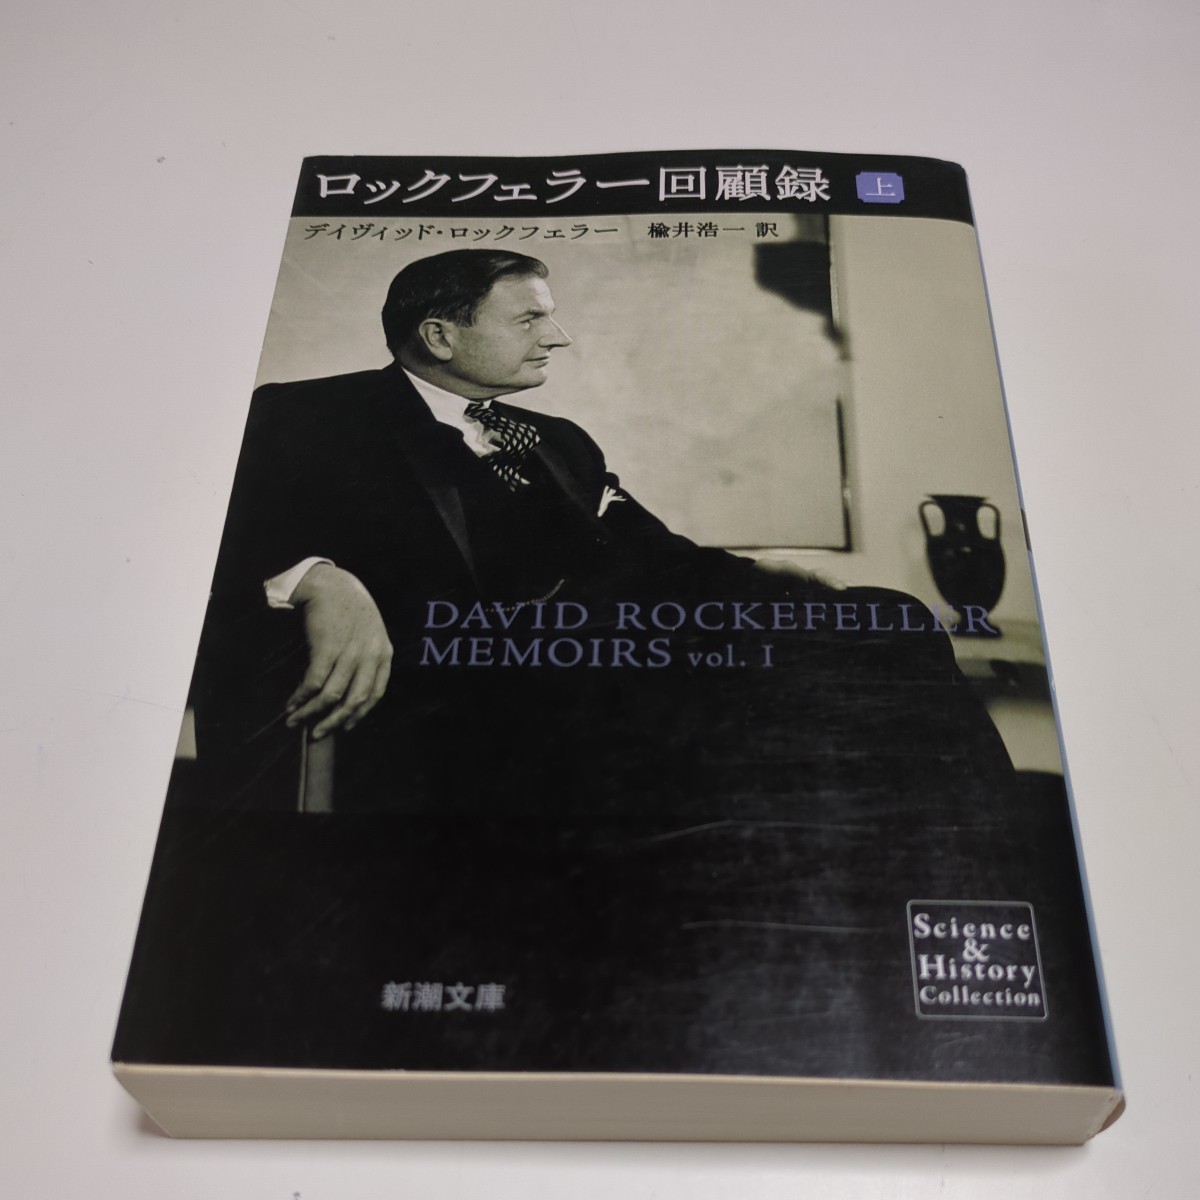 ロックフェラー回顧録 上
デイヴィッド・ロックフェラー 楡井浩一 訳
DAVID ROCKEFELLER
MEMOIRS vol. I
Science
&
History
Collection
新潮文庫